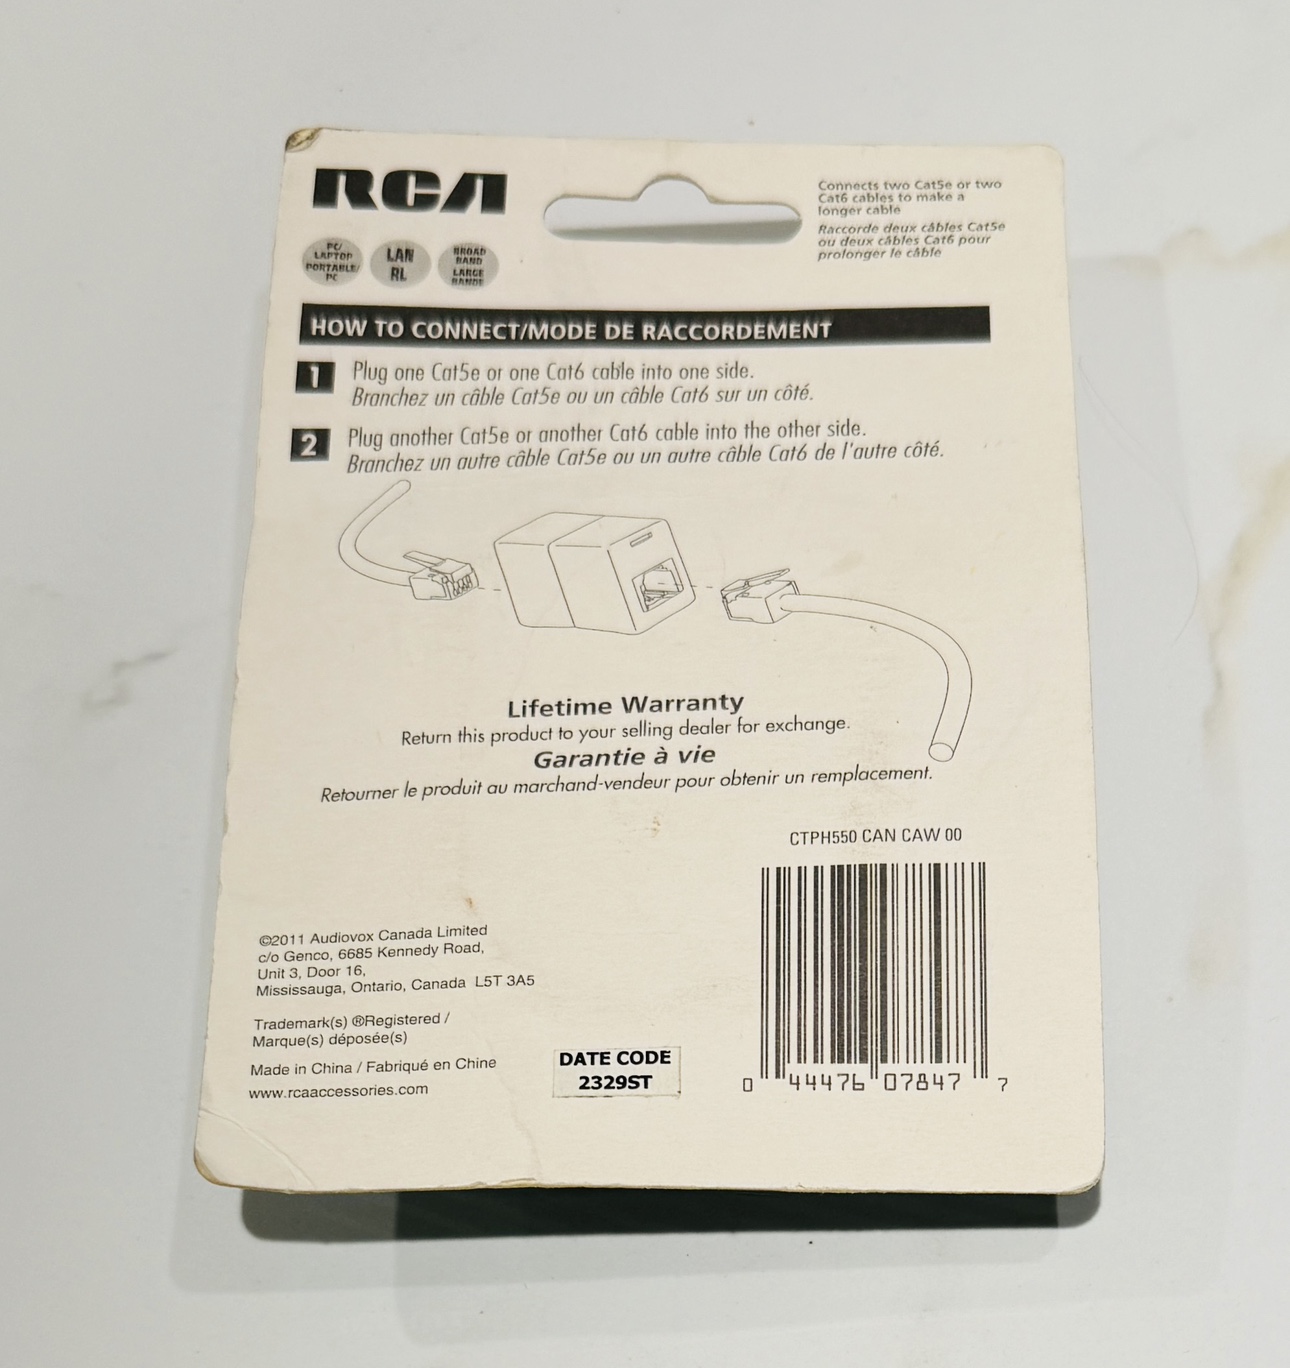 RCA
PC/
LAPTOP
PORTABLE/
PC
LAN
RL
BROAD
BAND
LARGE
BANDE
Connects two Cat5e or two
Cat6 cables to make a
longer cable
Raccorde deux câbles Cat5e
ou deux câbles Cat6 pour
prolonger le câble
HOW TO CONNECT/MODE DE RACCORDEMENT
1 Plug one Cat5e or one Cat6 cable into one side.
Branchez un câble Cat5e ou un câble Cat6 sur un côté.
2 Plug another Cat5e or another Cat6 cable into the other side.
Branchez un autre câble Cat5e ou un autre câble Cat6 de l'autre côté.
Lifetime Warranty
Return this product to your selling dealer for exchange.
Garantie à vie
Retourner le produit au marchand-vendeur pour obtenir un remplacement.
CTPH550 CAN CAW 00
©2011 Audiovox Canada Limited
c/o Genco, 6685 Kennedy Road,
Unit 3, Door 16,
Mississauga, Ontario, Canada L5T 3A5
Trademark(s) ®Registered /
Marque(s) déposée(s)
Made in China / Fabriqué en Chine
www.rcaaccessories.com
DATE CODE
2329ST
0 44476 07847 7